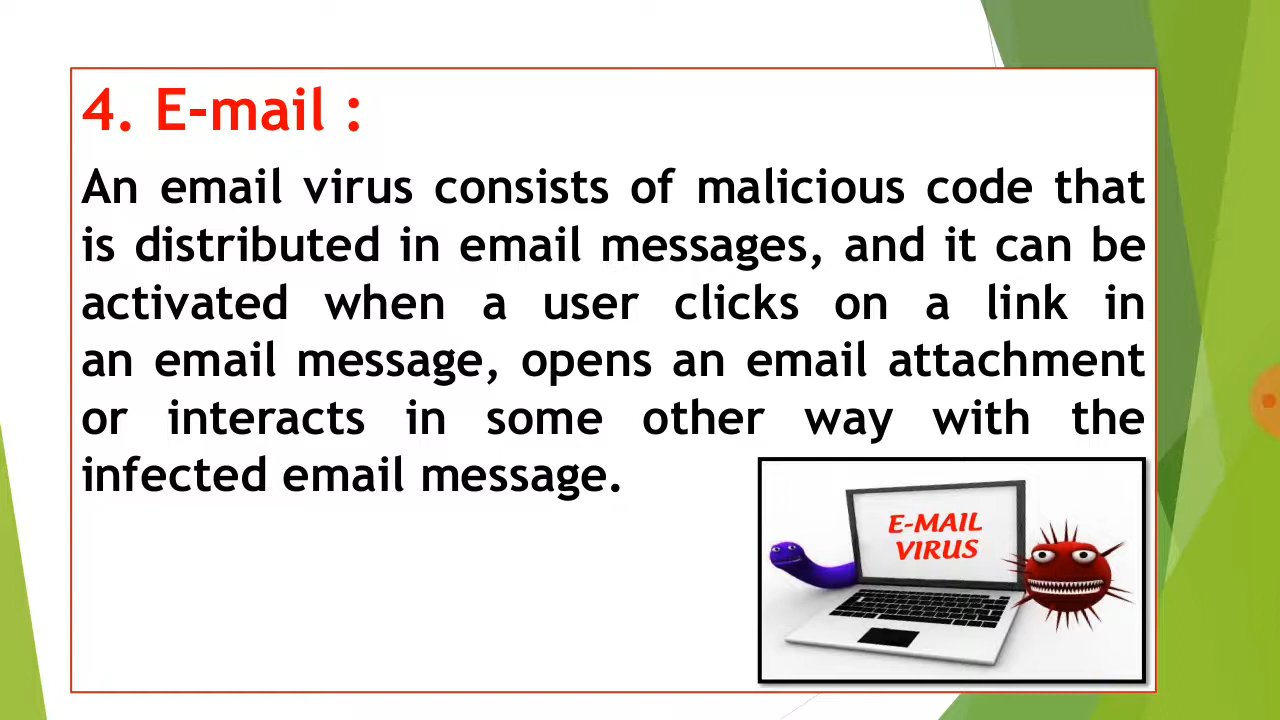 4. E-mail :
An email virus consists of malicious code that
is distributed in email messages, and it can be
activated when a user clicks on a link in
an email message, opens an email attachment
or interacts in some other way with the
infected email message.
E-MAIL
VIRUS